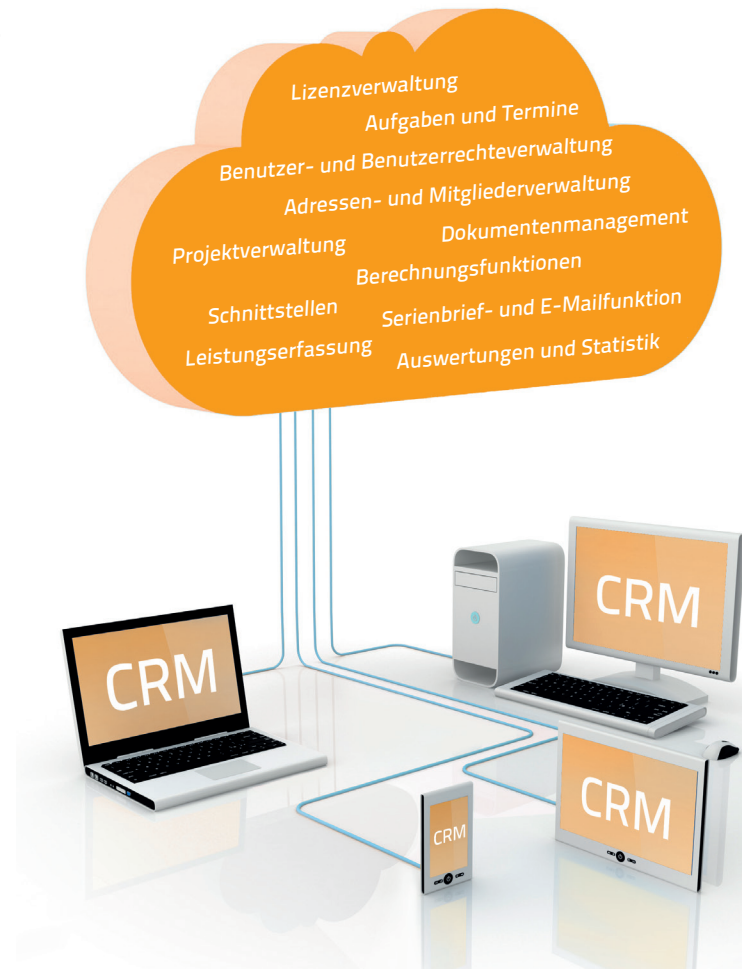 Lizenzverwaltung
Aufgaben und Termine
Benutzer- und Benutzerrechteverwaltung
Adressen- und Mitgliederverwaltung
Projektverwaltung
Dokumentenmanagement
Berechnungsfunktionen
Schnittstellen
Serienbrief- und E-Mailfunktion
Leistungserfassung
Auswertungen und Statistik
CRM
CRM
CRM
CRM